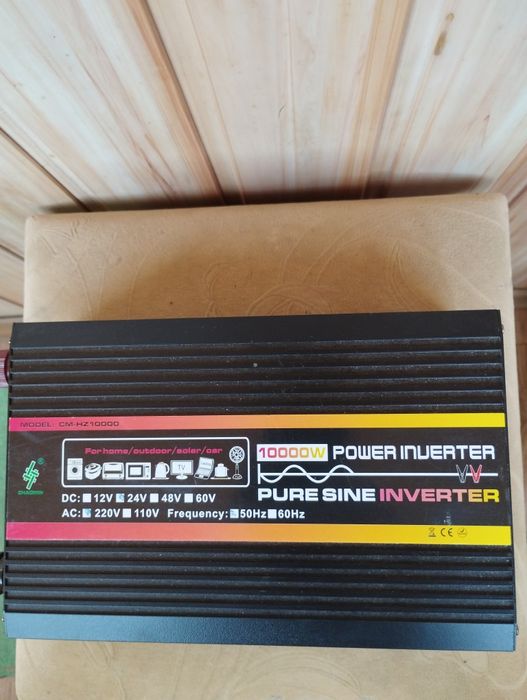 MODEL: CM-HZ10000
For home/outdoor/solar/car
TV
DC: 12V 24V 48V 60V
AC: 220V 110V Frequency: 50Hz 60Hz
10000W POWER INVERTER
PURE SINE INVERTER
CE